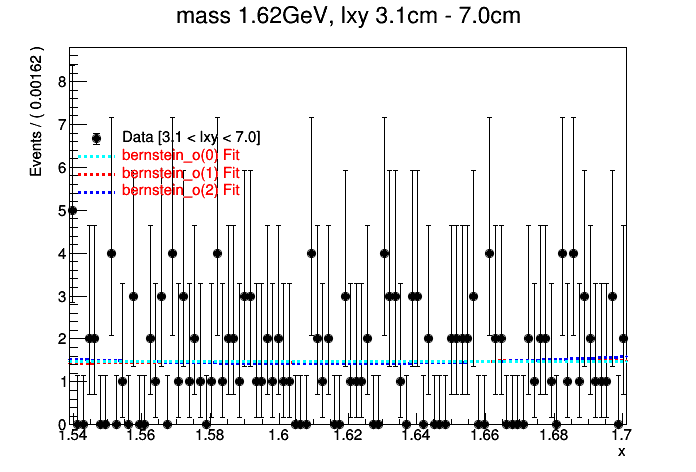 mass 1.62GeV, lxy 3.1cm - 7.0cm
Events / ( 0.00162 )
8
7
6
5
4
3
2
1
0
Data [3.1 < lxy < 7.0]
bernstein_o(0) Fit
bernstein_o(1) Fit
bernstein_o(2) Fit
1.54 1.56 1.58 1.6 1.62 1.64 1.66 1.68 1.7
x